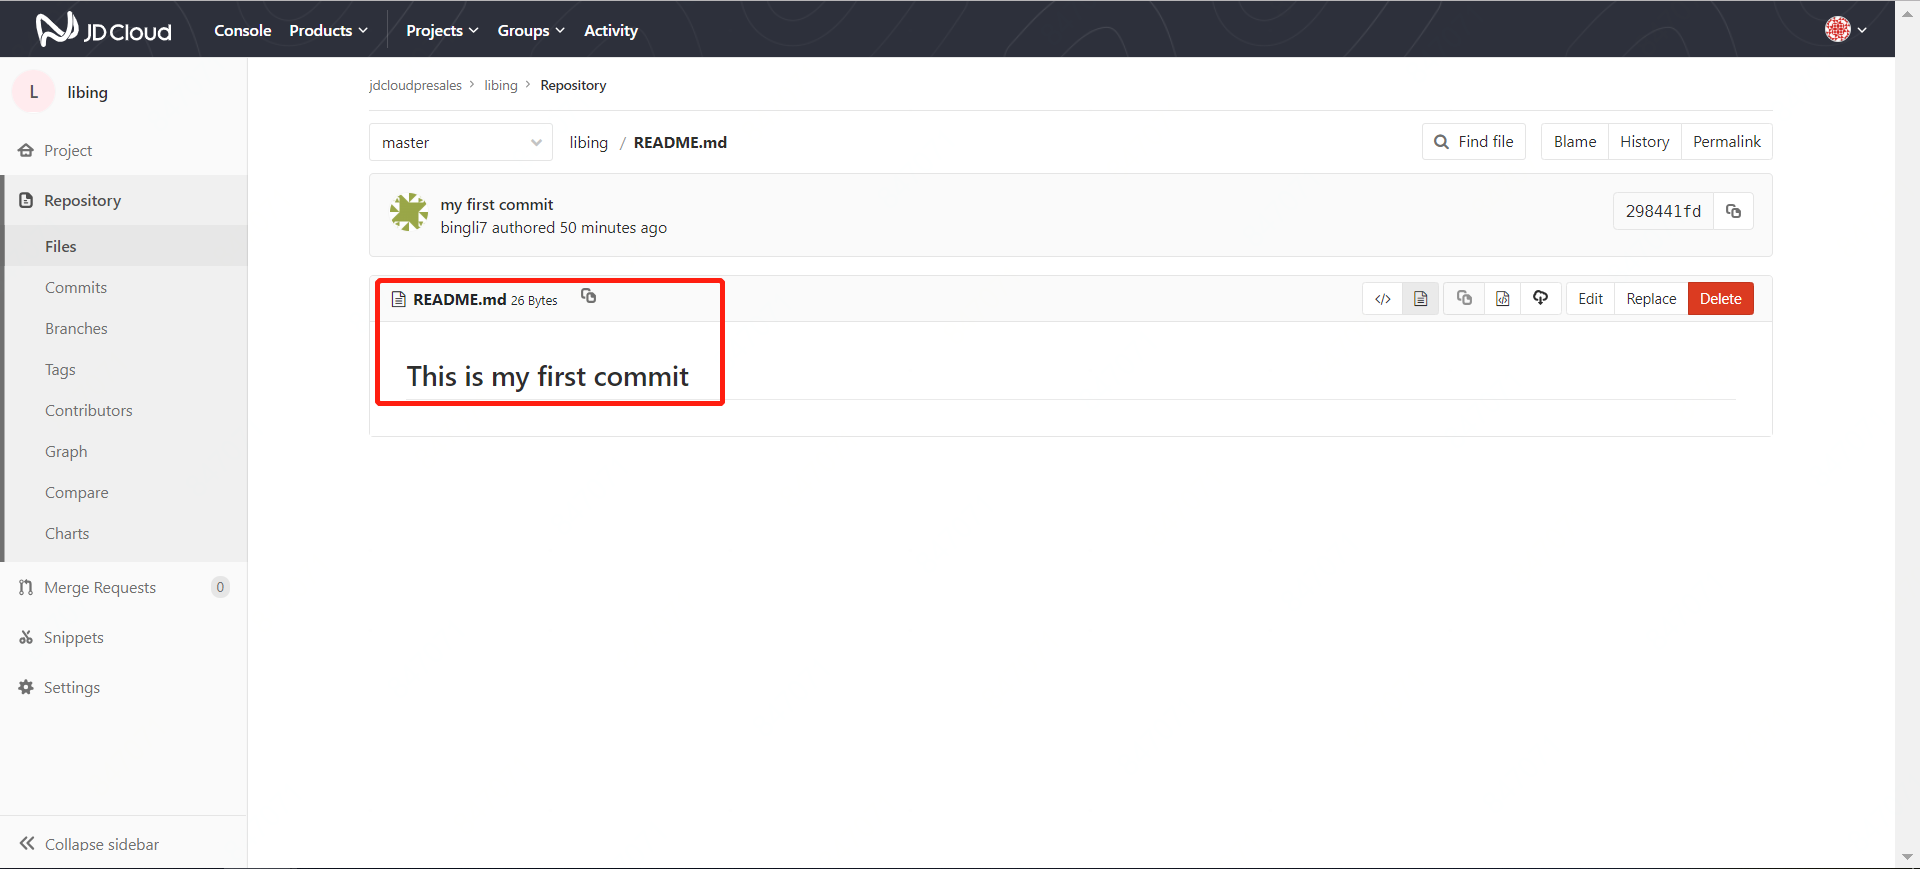 JD Cloud
Console Products Projects Groups Activity
L libing
Project
Repository
Files
Commits
Branches
Tags
Contributors
Graph
Compare
Charts
Merge Requests 0
Snippets
Settings
Collapse sidebar
jdcloudpresales > libing > Repository
master libing / README.md Find file Blame History Permalink
my first commit
bingli7 authored 50 minutes ago
298441fd
README.md 26 Bytes </> Edit Replace Delete
This is my first commit